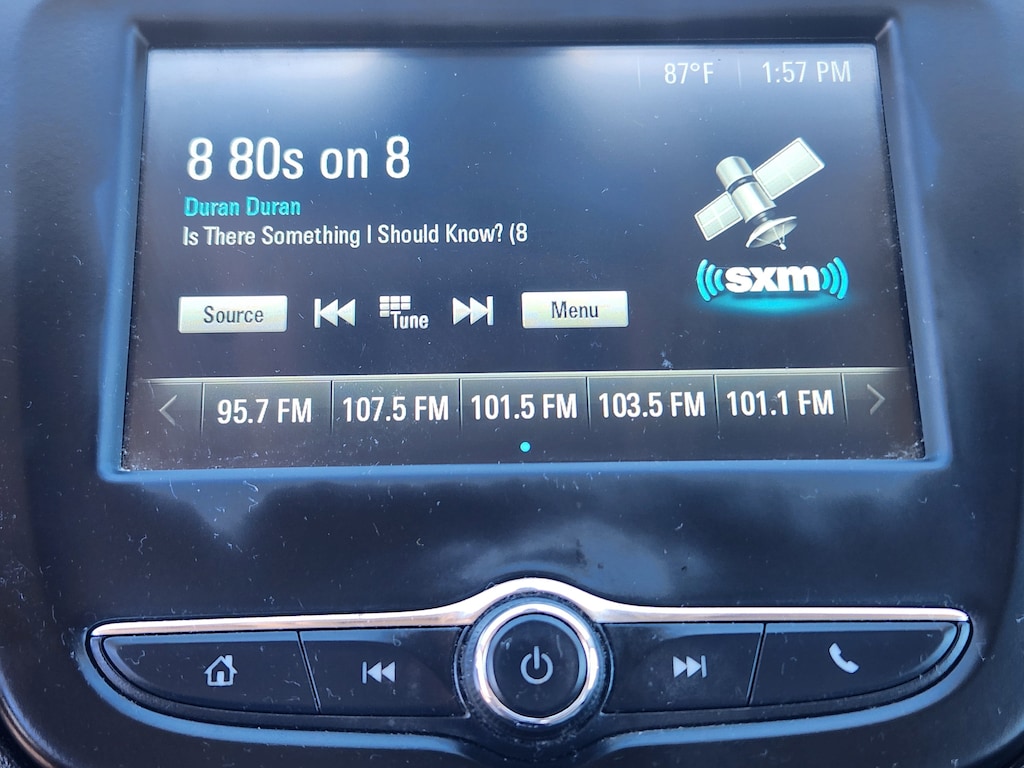 87°F 1:57 PM
8 80s on 8
Duran Duran
Is There Something I Should Know? (8
sxm
Source Tune Menu
95.7 FM 107.5 FM 101.5 FM 103.5 FM 101.1 FM